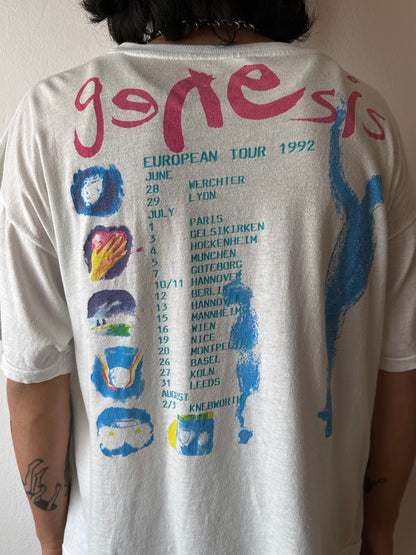 genesis
EUROPEAN TOUR 1992
JUNE
28 WERCHTER
29 LYON
JULY
1 PARIS
3 GELSIKIRKEN
4 HOCKENHEIM
5 MUNCHEN
7 GOTEBORG
10/11 HANNOVER
12 BERLIN
13 HANNOVER
15 MANNHEIM
16 WIEN
19 NICE
20 MONTPELIER
26 BASEL
27 KOLN
31 LEEDS
AUGUST
2/3 KNEBWORTH